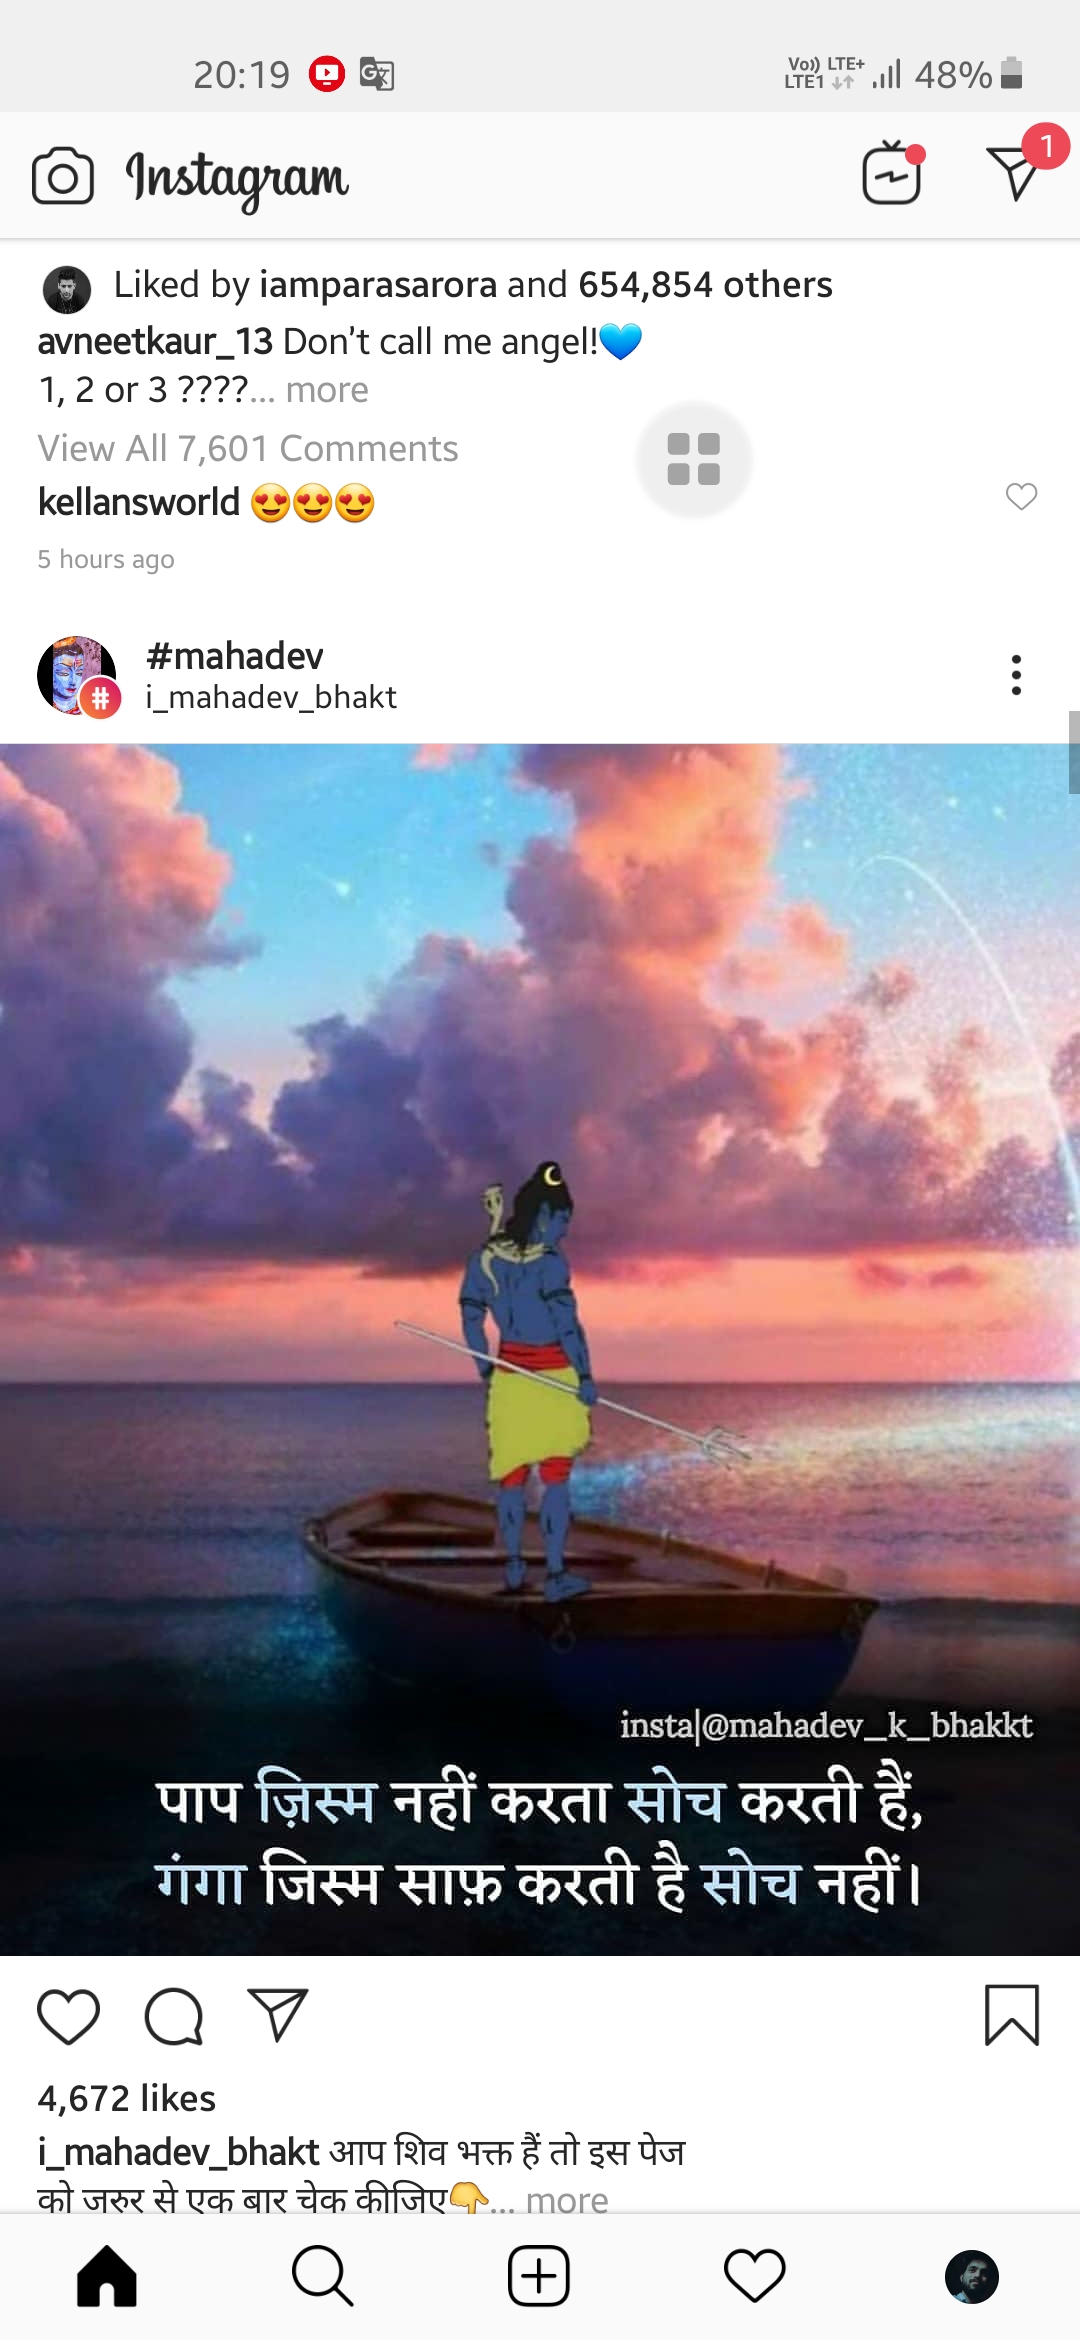 20:19
Vo)) LTE+
LTE1
48%
Instagram
1
Liked by iamparasarora and 654,854 others
avneetkaur_13 Don't call me angel!💙
1, 2 or 3 ????... more
View All 7,601 Comments
kellansworld 😍😍😍
5 hours ago
#mahadev
#
i_mahadev_bhakt
insta|@mahadev_k_bhakkt
पाप ज़िस्म नहीं करता सोच करती हैं,
गंगा जिस्म साफ़ करती है सोच नहीं।
4,672 likes
i_mahadev_bhakt आप शिव भक्त हैं तो इस पेज
को जरुर से एक बार चेक कीजिए👇... more